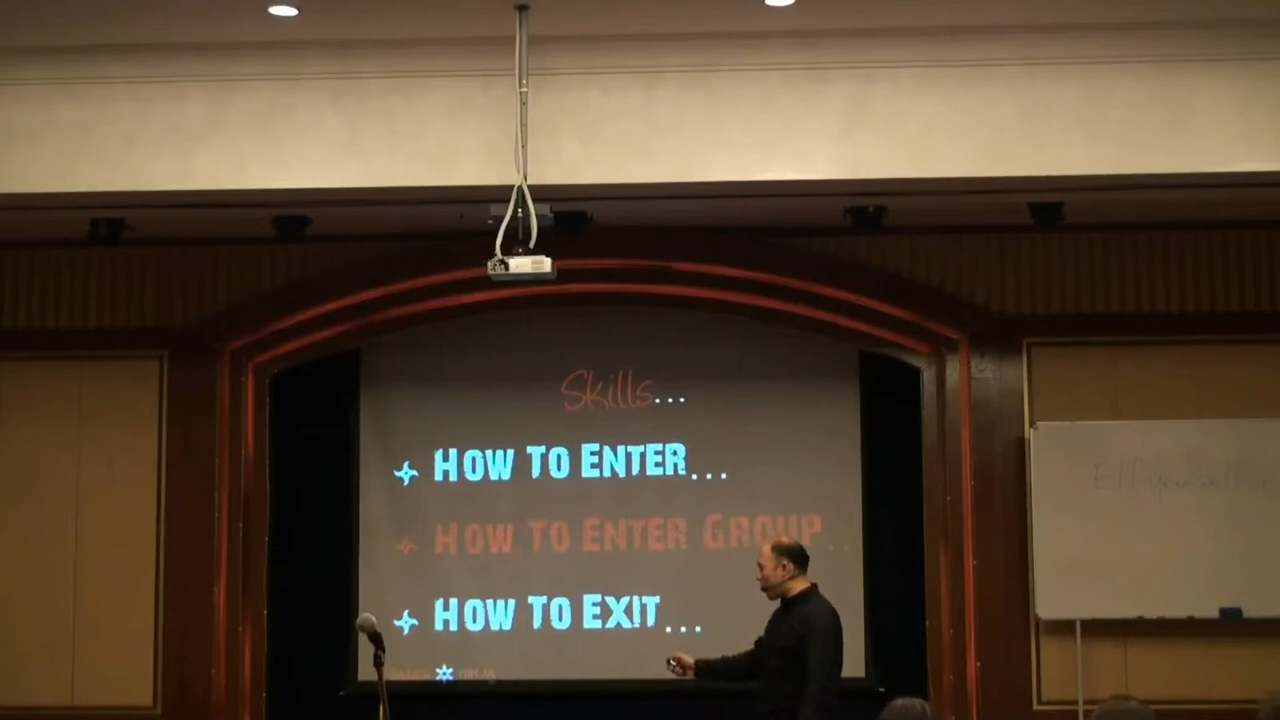 Skills...
How To Enter...
How To Enter Group..
How To Exit...